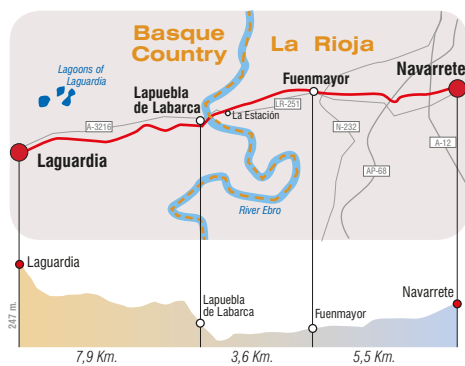 Basque
Country
La Rioja
Lagoons of
Laguardia
Lapuebla
de Labarca
Fuenmayor
Navarrete
La Estación
LR-251
A-3216
N-232
A-12
AP-68
Laguardia
River Ebro
Laguardia
Navarrete
Lapuebla
de Labarca
Fuenmayor
247 m.
7,9 Km.
3,6 Km.
5,5 Km.